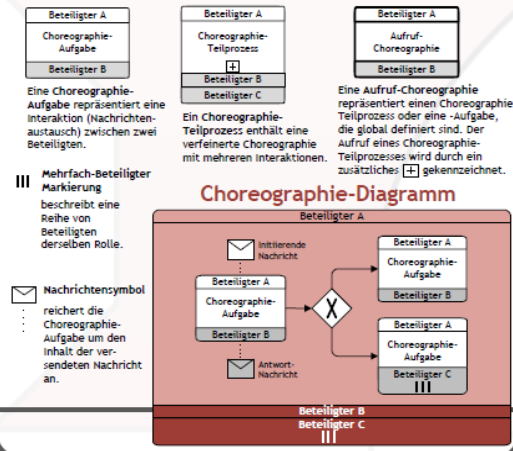 Beteiligter A
Choreographie-
Aufgabe
Beteiligter B
Eine Choreographie-
Aufgabe repräsentiert eine
Interaktion (Nachrichten-
austausch) zwischen zwei
Beteiligten.
Beteiligter A
Choreographie-
Teilprozess
Beteiligter B
Beteiligter C
Ein Choreographie-
Teilprozess enthält eine
verfeinerte Choreographie
mit mehreren Interaktionen.
Beteiligter A
Aufruf-
Choreographie
Beteiligter B
Eine Aufruf-Choreographie
repräsentiert einen Choreographie
Teilprozess oder eine -Aufgabe,
die global definiert sind. Der
Aufruf eines Choreographie-
Teilprozesses wird durch ein
zusätzliches + gekennzeichnet.
Mehrfach-Beteiligter
Markierung
beschreibt eine
Reihe von
Beteiligten
derselben Rolle.
Nachrichtensymbol
reichert die
Choreographie-
Aufgabe um den
Inhalt der ver-
sendeten Nachricht
an.
Choreographie-Diagramm
Beteiligter A
Initiierende
Nachricht
Beteiligter A
Choreographie-
Aufgabe
Beteiligter B
Antwort-
Nachricht
Beteiligter A
Choreographie-
Aufgabe
Beteiligter B
Beteiligter A
Choreographie-
Aufgabe
Beteiligter C
Beteiligter B
Beteiligter C